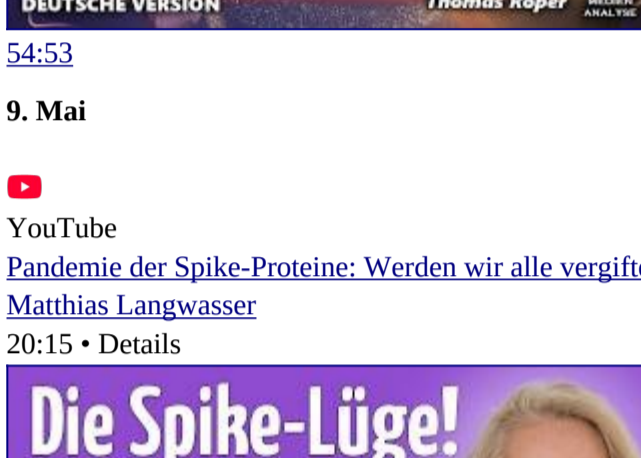 DEUTSCHE VERSION
Thomas Röper
ANALYSE
54:53
9. Mai
YouTube
Pandemie der Spike-Proteine: Werden wir alle
Matthias Langwasser
20:15 • Details
Die Spike-Lüge!